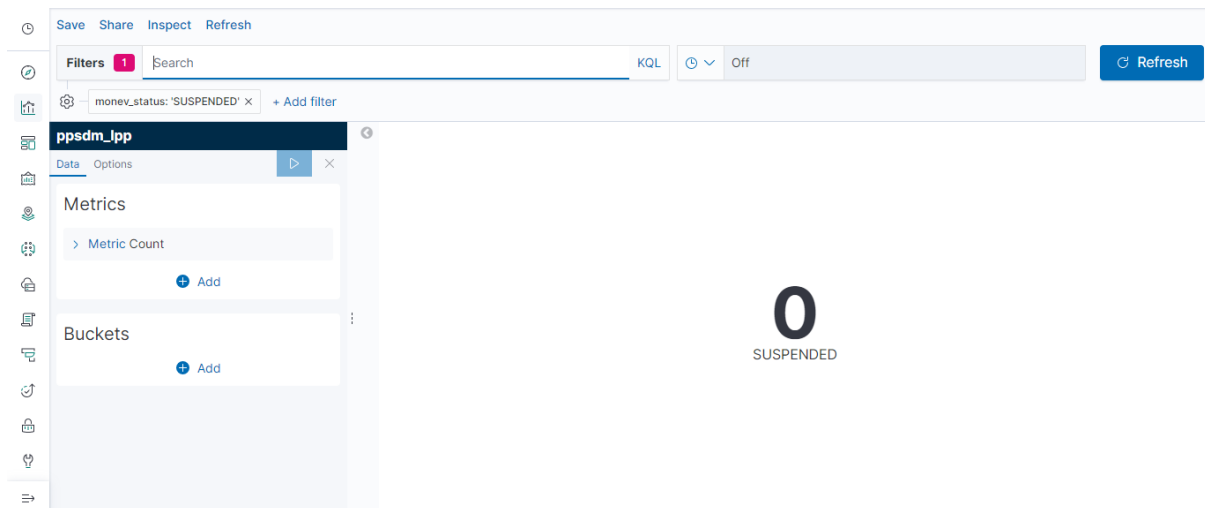 Save Share Inspect Refresh
Filters 1 Search KQL Off Refresh
monev_status: 'SUSPENDED' × + Add filter
ppsdm_lpp
Data Options
Metrics
Metric Count
Add
Buckets
Add
0
SUSPENDED